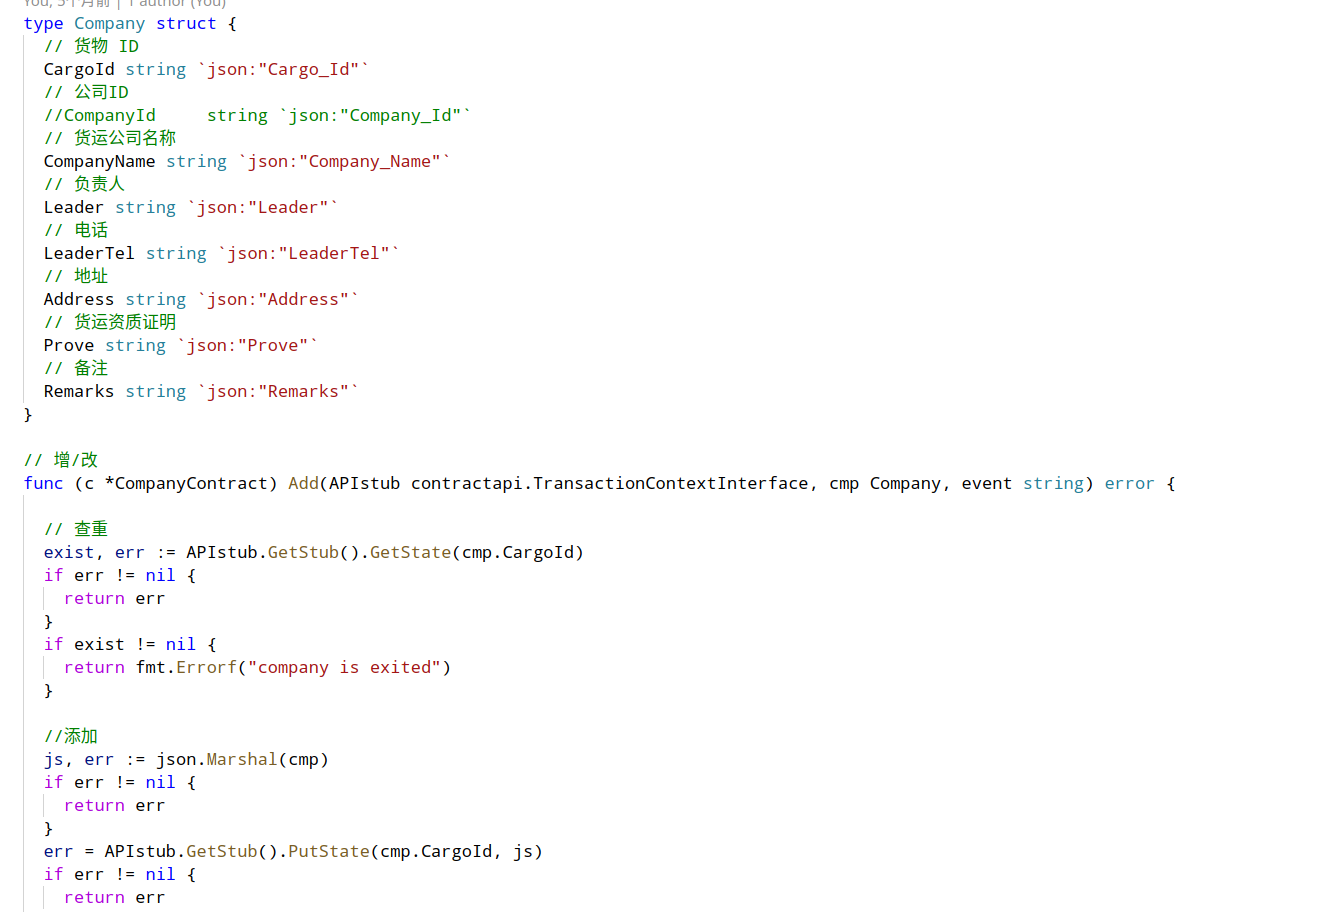 You, 5个月前 | 1 author (You)
type Company struct {
// 货物 ID
CargoId string `json:"Cargo_Id"`
// 公司ID
//CompanyId     string `json:"Company_Id"`
// 货运公司名称
CompanyName string `json:"Company_Name"`
// 负责人
Leader string `json:"Leader"`
// 电话
LeaderTel string `json:"LeaderTel"`
// 地址
Address string `json:"Address"`
// 货运资质证明
Prove string `json:"Prove"`
// 备注
Remarks string `json:"Remarks"`
}
// 增/改
func (c *CompanyContract) Add(APIstub contractapi.TransactionContextInterface, cmp Company, event string) error {
// 查重
exist, err := APIstub.GetStub().GetState(cmp.CargoId)
if err != nil {
return err
}
if exist != nil {
return fmt.Errorf("company is exited")
}
//添加
js, err := json.Marshal(cmp)
if err != nil {
return err
}
err = APIstub.GetStub().PutState(cmp.CargoId, js)
if err != nil {
return err